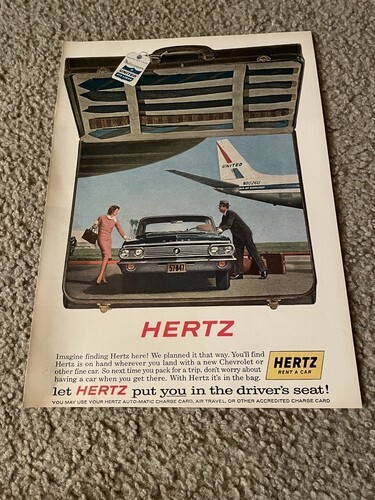 UNITED
UNITED
N8026U
57847
HERTZ
Imagine finding Hertz here! We planned it that way. You'll find
Hertz is on hand wherever you land with a new Chevrolet or
other fine car. So next time you pack for a trip, don't worry about
having a car when you get there. With Hertz it's in the bag.
HERTZ
RENT A CAR
let HERTZ put you in the driver's seat!
YOU MAY USE YOUR HERTZ AUTO-MATIC CHARGE CARD, AIR TRAVEL, OR OTHER ACCREDITED CHARGE CARD